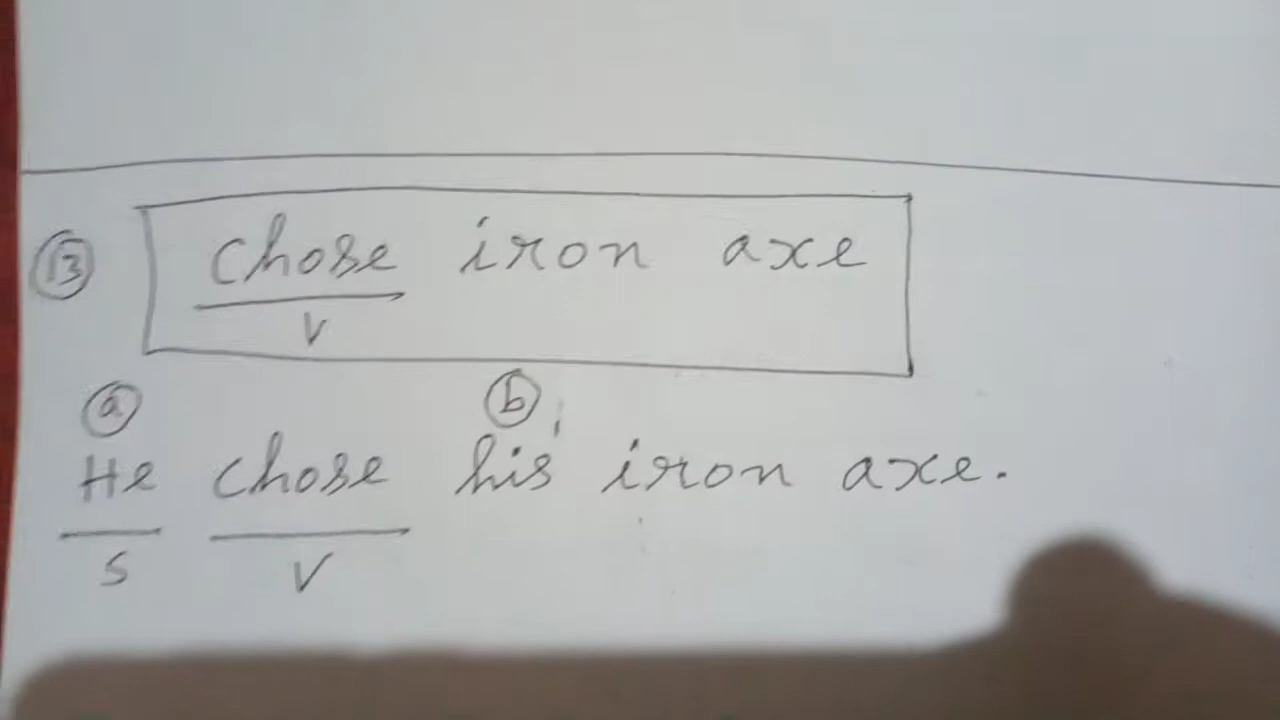 13 chose iron axe
V
a b
He chose his iron axe.
S V